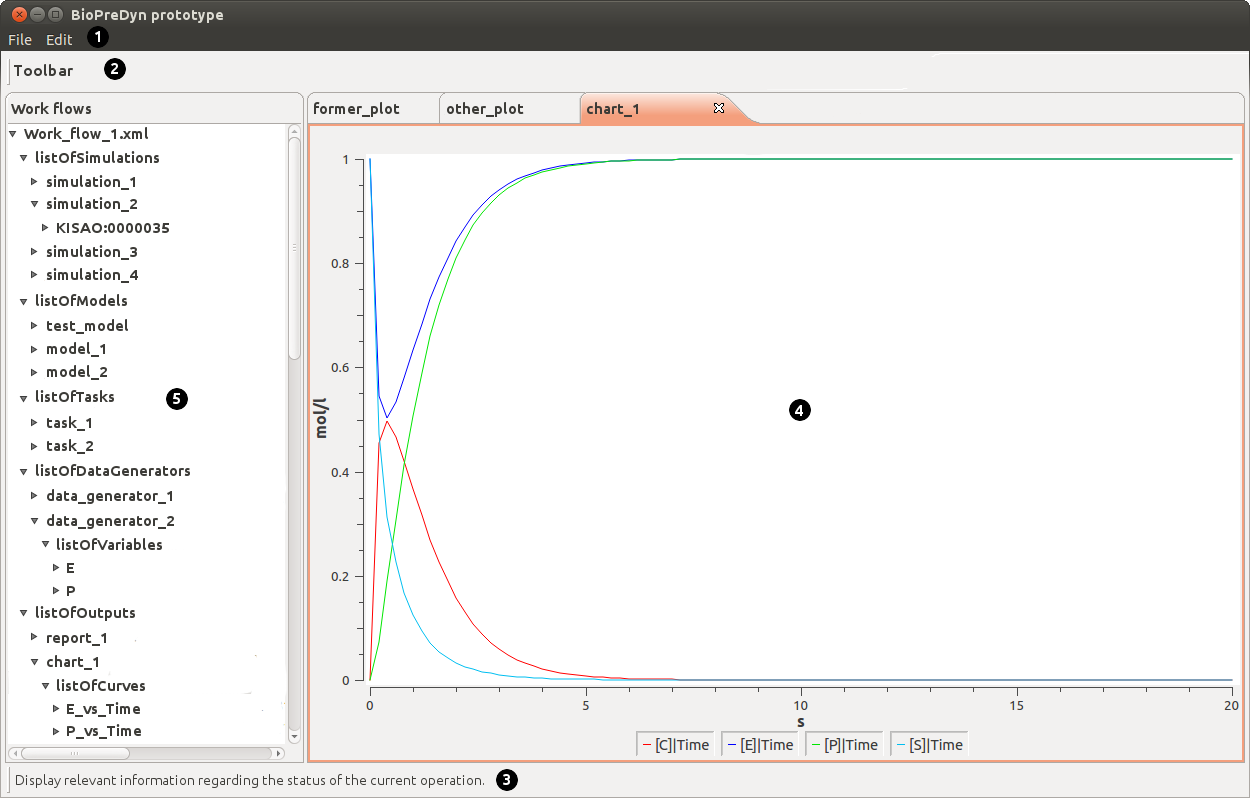 BioPreDyn prototype
File Edit 1
Toolbar 2
Work flows
Work_flow_1.xml
listOfSimulations
simulation_1
simulation_2
KISAO:0000035
simulation_3
simulation_4
listOfModels
test_model
model_1
model_2
listOfTasks 5
task_1
task_2
listOfDataGenerators
data_generator_1
data_generator_2
listOfVariables
E
P
listOfOutputs
report_1
chart_1
listOfCurves
E_vs_Time
P_vs_Time
former_plot other_plot chart_1
1
0.8
0.6
mol/l
4
0.4
0.2
0
0 5 10 15 20
s
[C]|Time [E]|Time [P]|Time [S]|Time
Display relevant information regarding the status of the current operation. 3